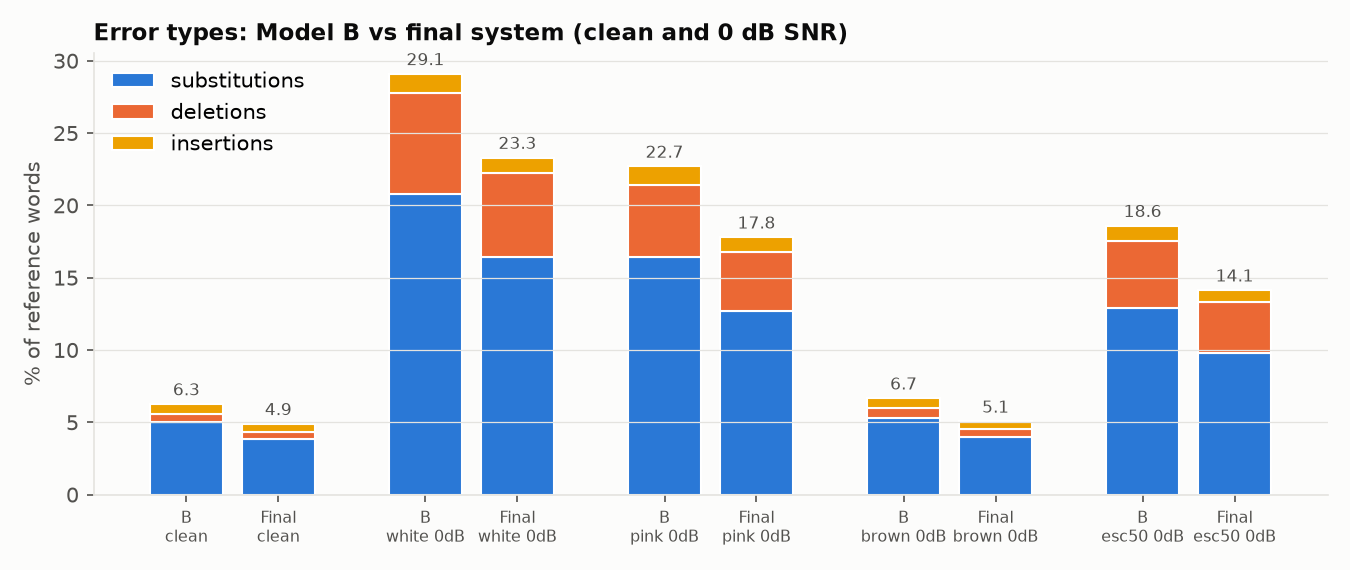 Error types: Model B vs final system (clean and 0 dB SNR)
% of reference words
30
25
20
15
10
5
0
substitutions
deletions
insertions
6.3
4.9
29.1
23.3
22.7
17.8
6.7
5.1
18.6
14.1
B clean
Final clean
B white 0dB
Final white 0dB
B pink 0dB
Final pink 0dB
B brown 0dB
Final brown 0dB
B esc50 0dB
Final esc50 0dB